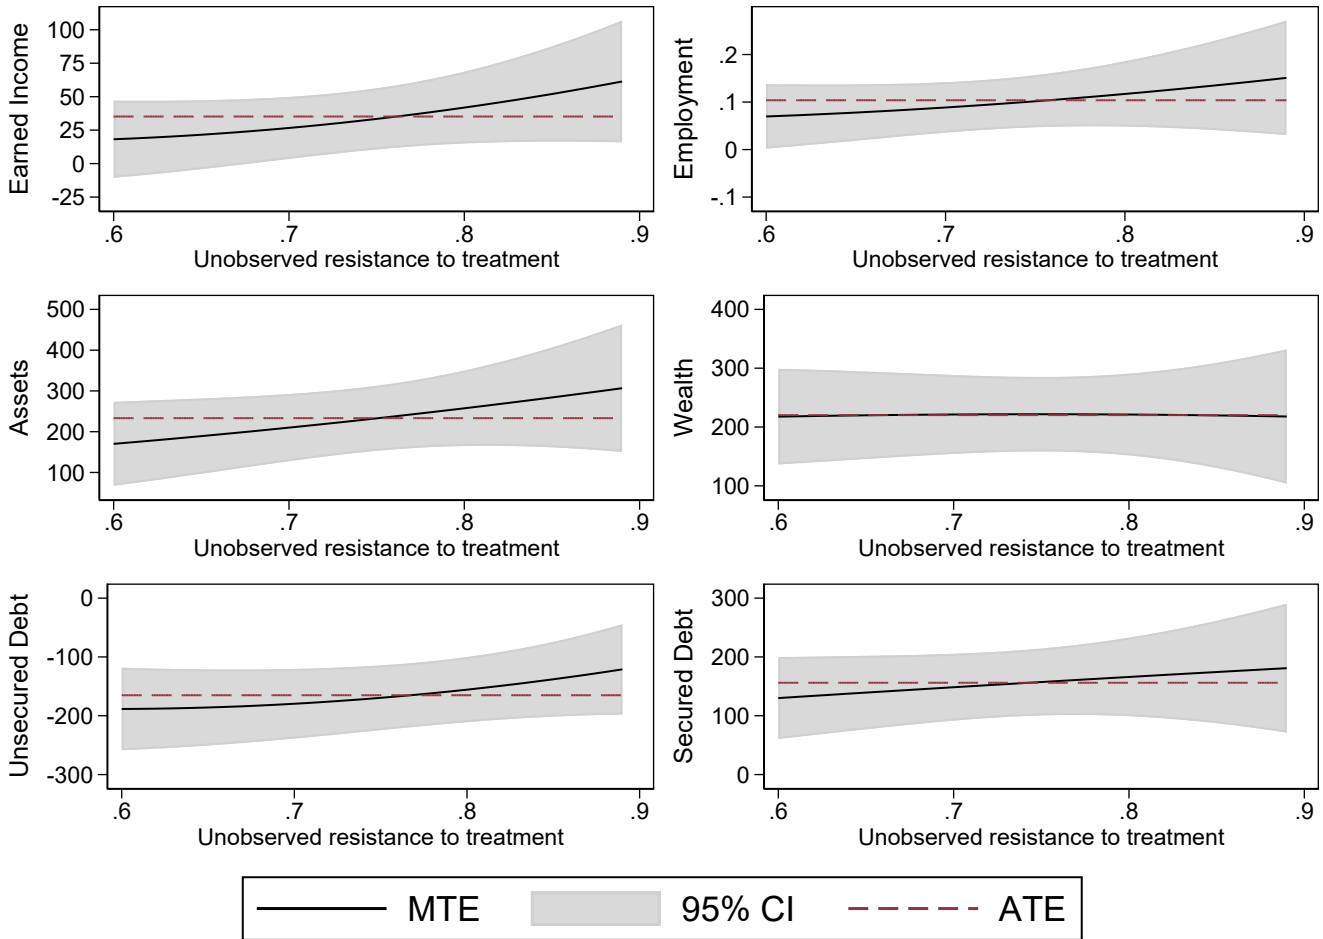 Earned Income
100
75
50
25
0
-25
.6 .7 .8 .9
Unobserved resistance to treatment
Employment
.2
.1
0
-.1
.6 .7 .8 .9
Unobserved resistance to treatment
Assets
500
400
300
200
100
.6 .7 .8 .9
Unobserved resistance to treatment
Wealth
400
300
200
100
.6 .7 .8 .9
Unobserved resistance to treatment
Unsecured Debt
0
-100
-200
-300
.6 .7 .8 .9
Unobserved resistance to treatment
Secured Debt
300
200
100
0
.6 .7 .8 .9
Unobserved resistance to treatment
MTE 95% CI ATE